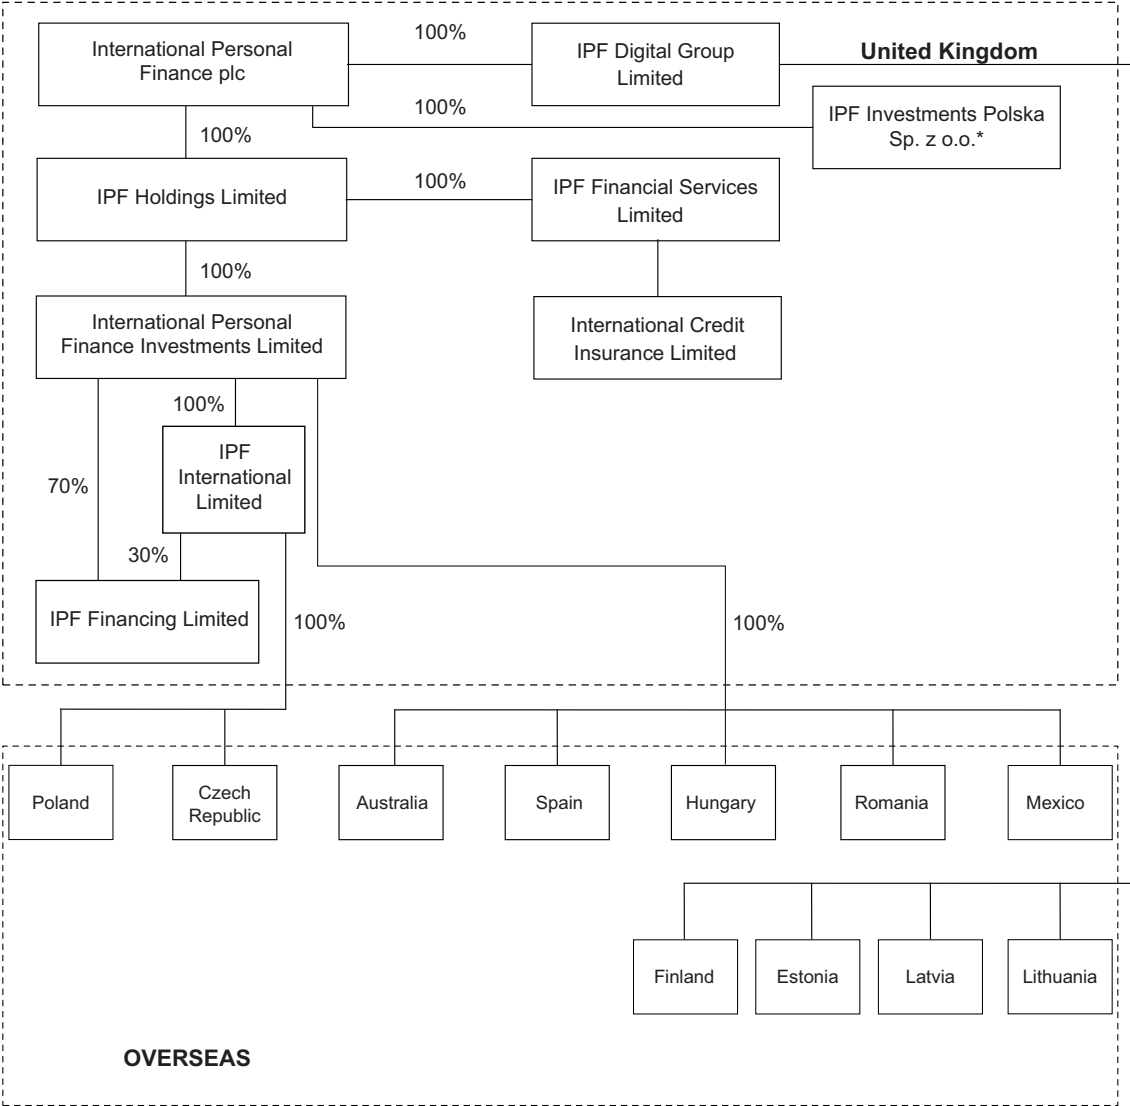 100%
International Personal
Finance plc
IPF Digital Group
Limited
United Kingdom
100%
IPF Investments Polska
Sp. z o.o.*
100%
IPF Holdings Limited
100%
IPF Financial Services
Limited
100%
International Personal
Finance Investments Limited
International Credit
Insurance Limited
100%
IPF
International
Limited
70%
30%
IPF Financing Limited
100%
100%
Poland
Czech
Republic
Australia
Spain
Hungary
Romania
Mexico
Finland
Estonia
Latvia
Lithuania
OVERSEAS